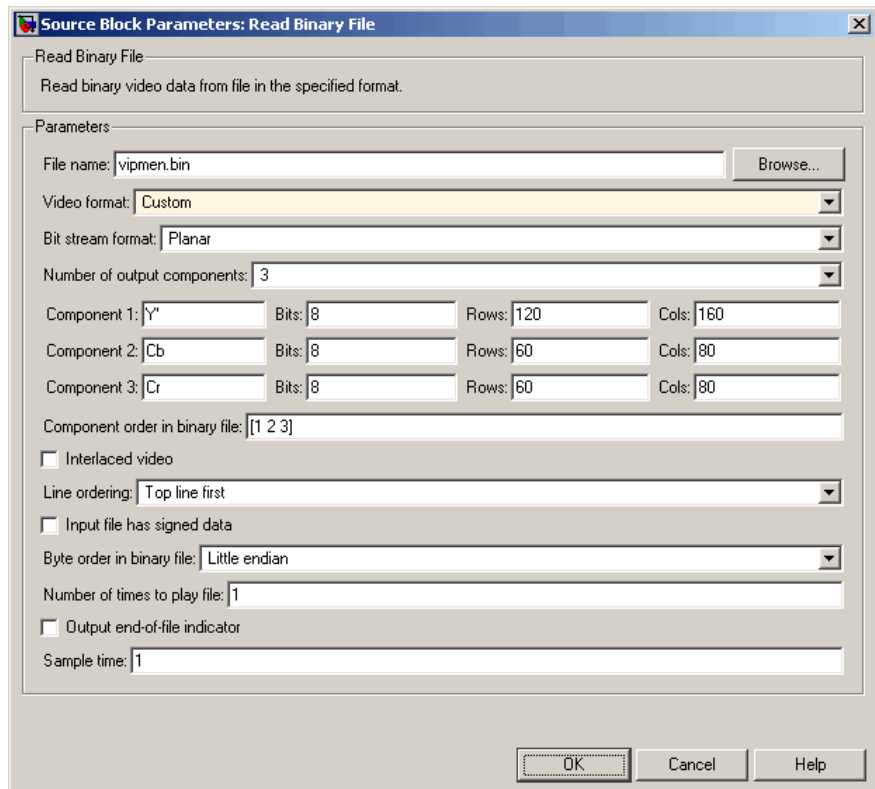 Source Block Parameters: Read Binary File
Read Binary File
Read binary video data from file in the specified format.
Parameters
File name: vipmen.bin Browse...
Video format: Custom
Bit stream format: Planar
Number of output components: 3
Component 1: Y' Bits: 8 Rows: 120 Cols: 160
Component 2: Cb Bits: 8 Rows: 60 Cols: 80
Component 3: Cr Bits: 8 Rows: 60 Cols: 80
Component order in binary file: [1 2 3]
Interlaced video
Line ordering: Top line first
Input file has signed data
Byte order in binary file: Little endian
Number of times to play file: 1
Output end-of-file indicator
Sample time: 1
OK Cancel Help